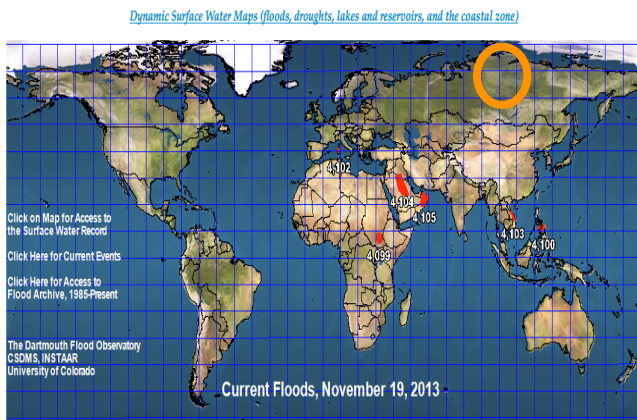 Dynamic Surface Water Maps (floods, droughts, lakes and reservoirs, and the coastal zone)
4,102
4,104
4,105
4,103
4,100
4,099
Click on Map for Access to
the Surface Water Record
Click Here for Current Events
Click Here for Access to
Flood Archive, 1985-Present
The Dartmouth Flood Observatory
CSDMS, INSTAAR
University of Colorado
Current Floods, November 19, 2013